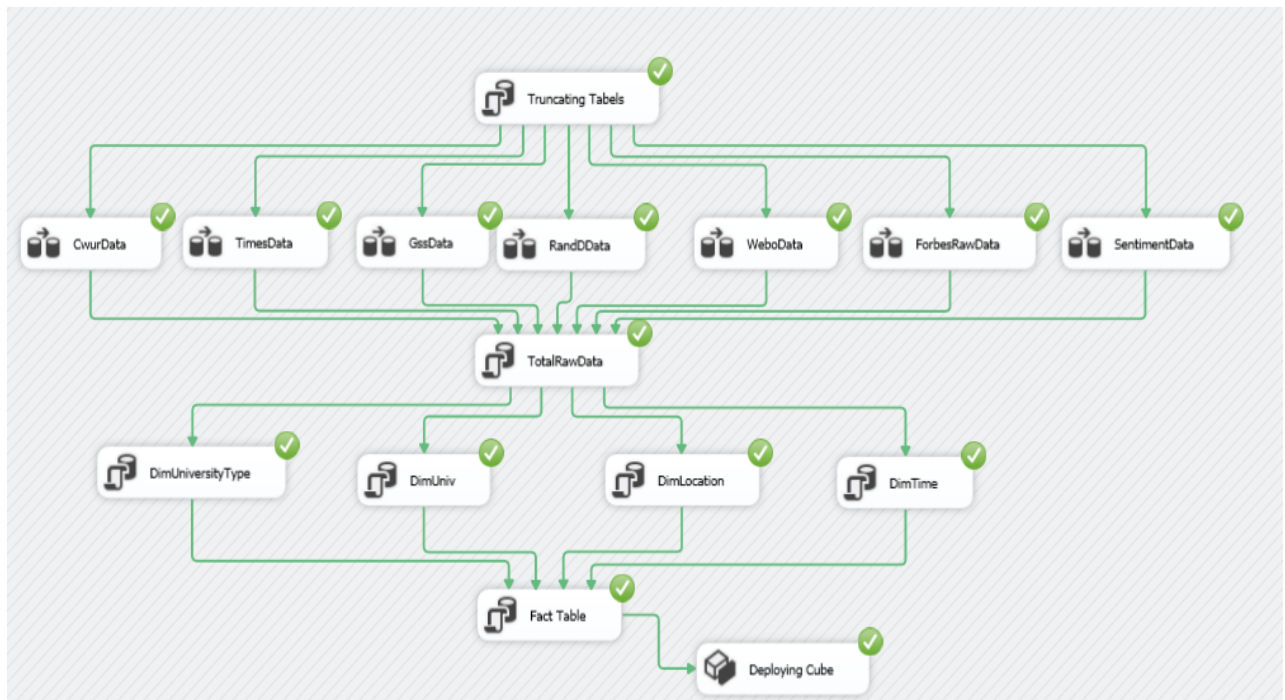 Truncating Tabels
CwurData
TimesData
GssData
RandDData
WeboData
ForbesRawData
SentimentData
TotalRawData
DimUniversityType
DimUniv
DimLocation
DimTime
Fact Table
Deploying Cube